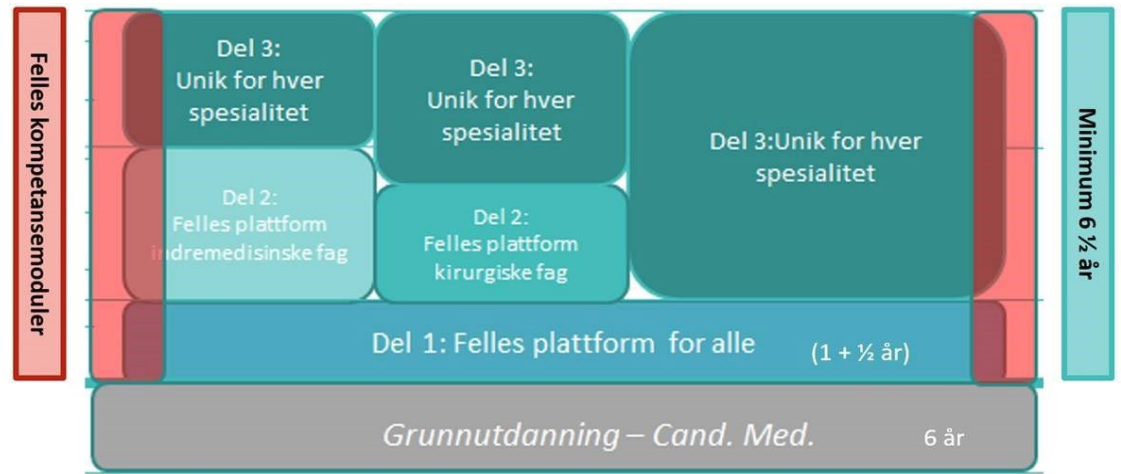 Felles kompetansemoduler
Del 3:
Unik for hver
spesialitet
Del 2:
Felles plattform
indremedisinske fag
Del 3:
Unik for hver
spesialitet
Del 2:
Felles plattform
kirurgiske fag
Del 3:Unik for hver
spesialitet
Minimum 6 ½ år
Del 1: Felles plattform for alle (1 + ½ år)
Grunnutdanning – Cand. Med. 6 år